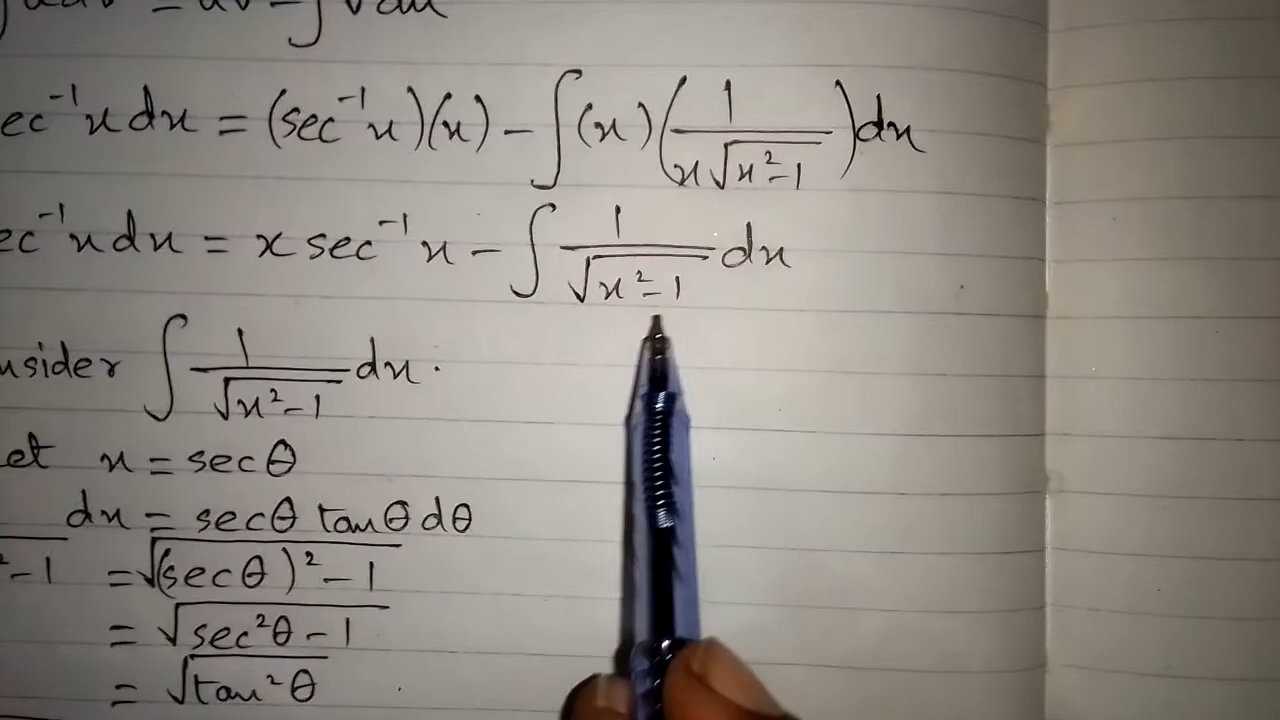 = uv - ∫vdu
ec⁻¹x dx = (sec⁻¹x)(x) - ∫(x)(1/(x√(x²-1)))dx
ec⁻¹x dx = x sec⁻¹x - ∫ 1/√(x²-1) dx
nsider ∫ 1/√(x²-1) dx.
et x = secθ
dx = secθ tanθ dθ
²-1 = √((secθ)²-1)
= √(sec²θ-1)
= √(tan²θ)